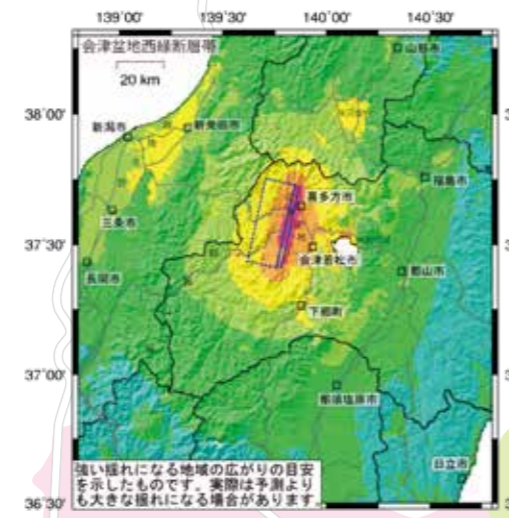 139°00'
139°30'
140°00'
140°30'
会津盆地西縁断層帯
20 km
山形市
38°00'
新潟市
新発田市
福島市
喜多方市
三条市
37°30'
会津若松市
長岡市
郡山市
下郷町
37°00'
那須塩原市
日立市
強い揺れになる地域の広がりの目安
を示したものです。実際は予測より
も大きな揺れになる場合があります
36°30'